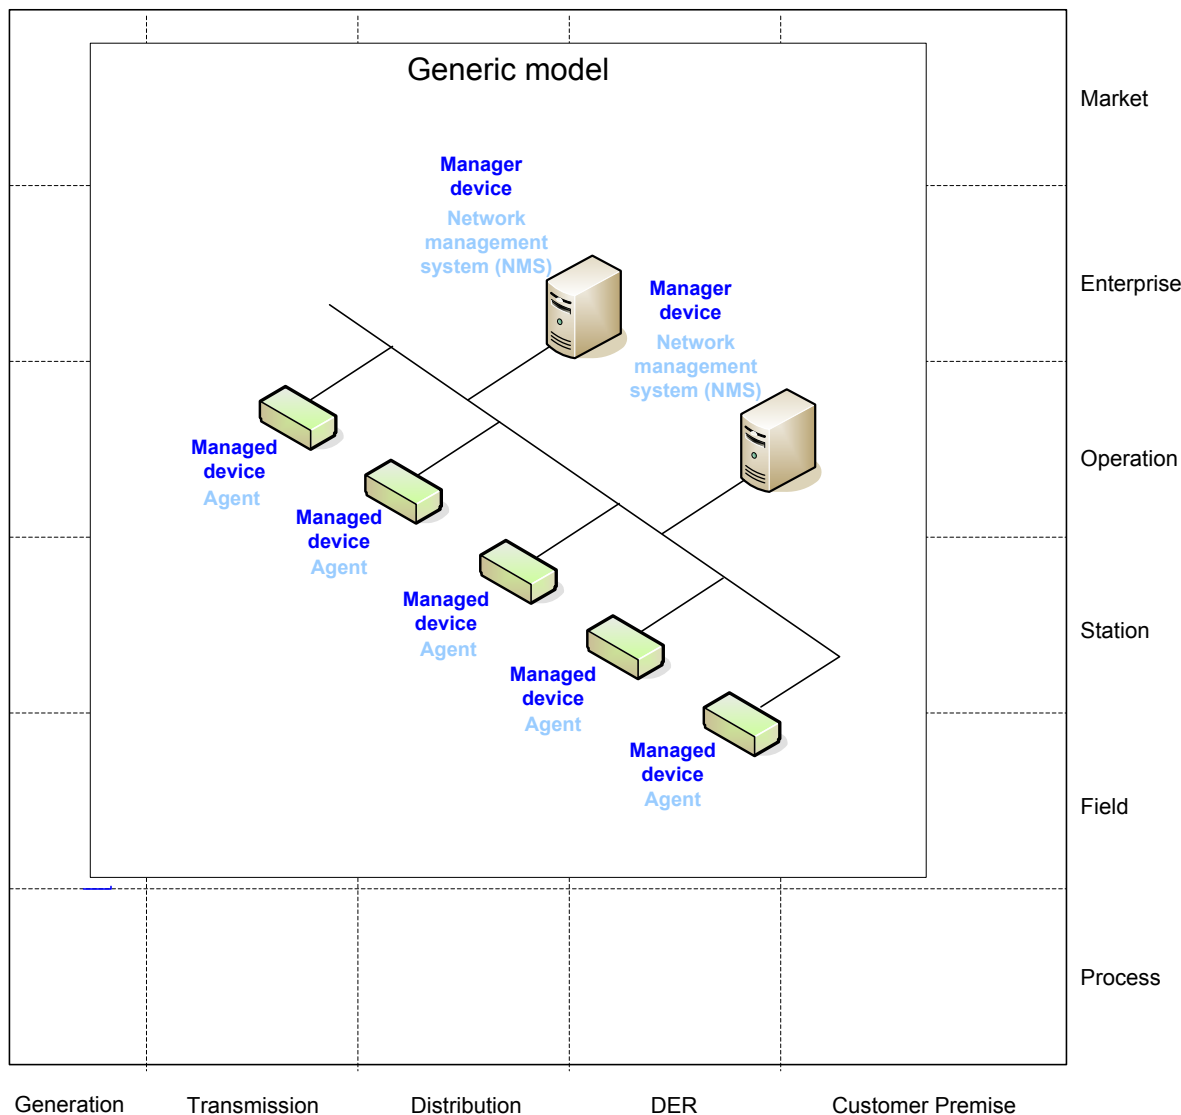 Generic model
Market
Manager
device
Network
management
system (NMS)
Enterprise
Manager
device
Network
management
system (NMS)
Managed
device
Agent
Operation
Managed
device
Agent
Managed
device
Agent
Station
Managed
device
Agent
Managed
device
Agent
Field
Process
Generation
Transmission
Distribution
DER
Customer Premise